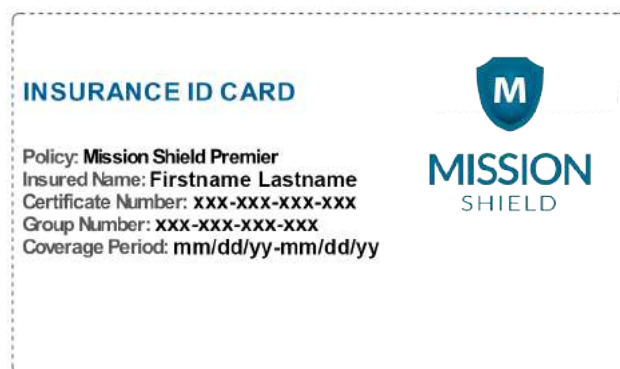 INSURANCE ID CARD
Policy: Mission Shield Premier
Insured Name: Firstname Lastname
Certificate Number: xxx-xxx-xxx-xxx
Group Number: xxx-xxx-xxx-xxx
Coverage Period: mm/dd/yy-mm/dd/yy
M
MISSION
SHIELD